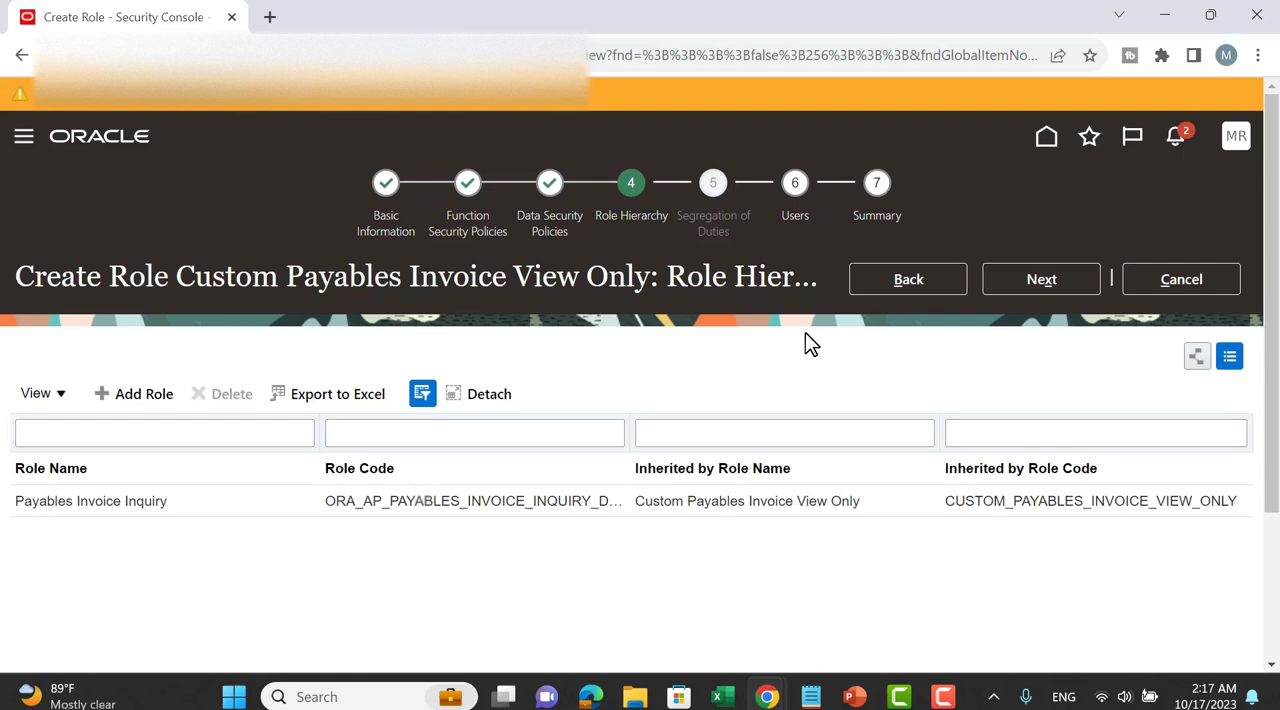 Create Role - Security Console -
iew?fnd=%3B%3B%3B%3Bfalse%3B256%3B%3B%3B&fndGlobalItemNo...
tb
M
ORACLE
2
MR
4
5
6
7
Basic
Information
Function
Security Policies
Data Security
Policies
Role Hierarchy
Segregation of
Duties
Users
Summary
Create Role Custom Payables Invoice View Only: Role Hier...
Back
Next
Cancel
View
Add Role
Delete
Export to Excel
Detach
Role Name Role Code Inherited by Role Name Inherited by Role Code
Payables Invoice Inquiry ORA_AP_PAYABLES_INVOICE_INQUIRY_D... Custom Payables Invoice View Only CUSTOM_PAYABLES_INVOICE_VIEW_ONLY
89°F
Mostly clear
Search
ENG
2:17 AM
10/17/2023